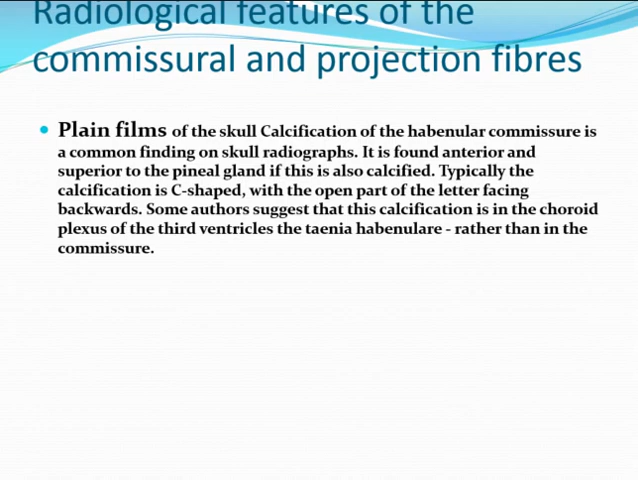 Radiological features of the
commissural and projection fibres
Plain films of the skull Calcification of the habenular commissure is
a common finding on skull radiographs. It is found anterior and
superior to the pineal gland if this is also calcified. Typically the
calcification is C-shaped, with the open part of the letter facing
backwards. Some authors suggest that this calcification is in the choroid
plexus of the third ventricles the taenia habenulare - rather than in the
commissure.